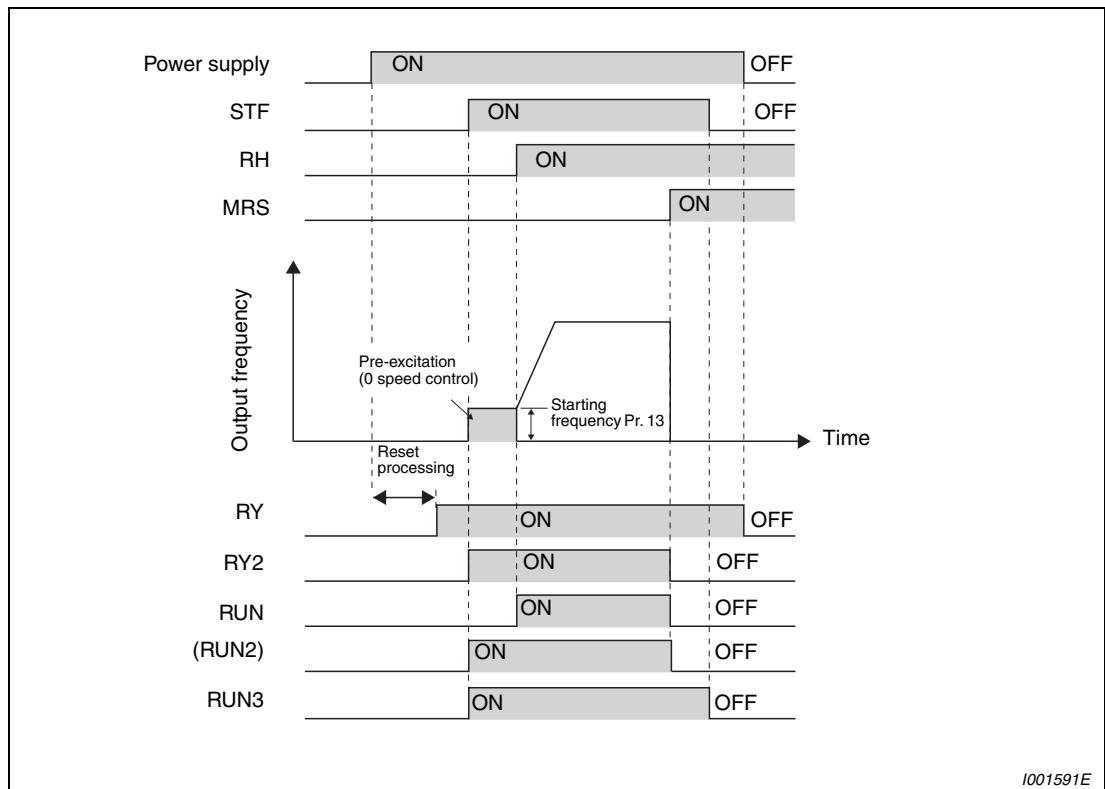 Power supply ON OFF
STF ON OFF
RH ON
MRS ON
Output frequency
Pre-excitation
(0 speed control)
Starting
frequency Pr. 13
Time
Reset
processing
RY ON OFF
RY2 ON OFF
RUN ON OFF
(RUN2) ON OFF
RUN3 ON OFF
I001591E